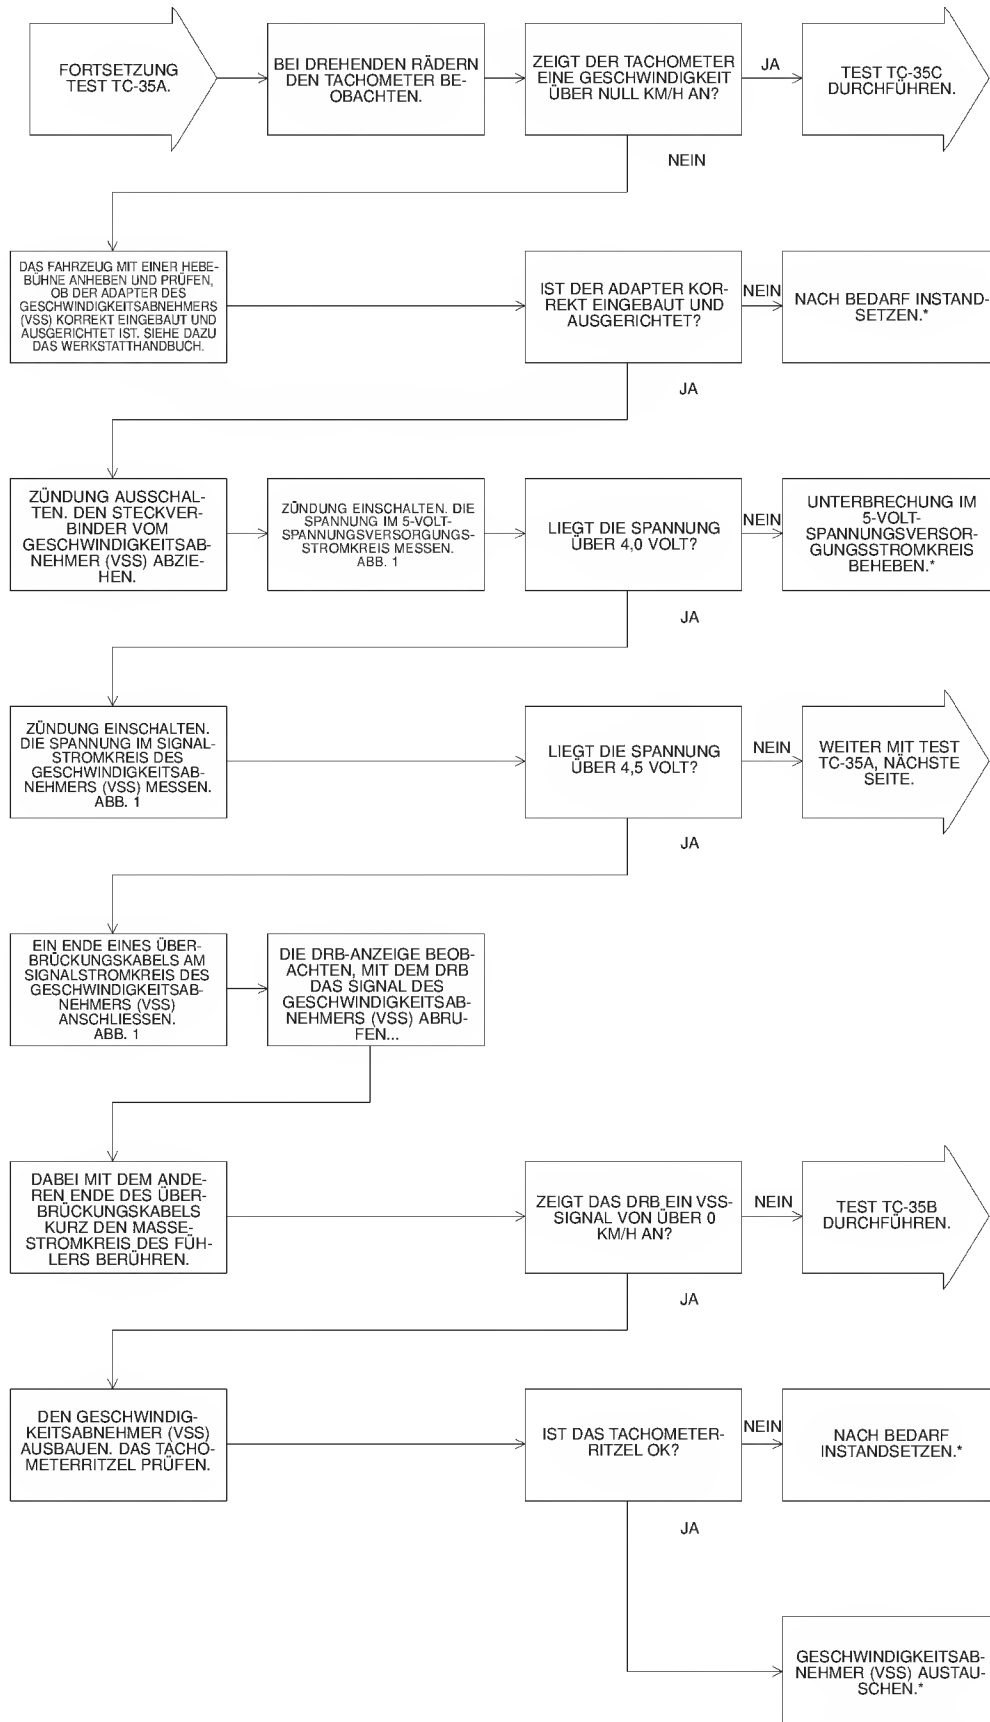 FORTSETZUNG
TEST TC-35A.
BEI DREHENDEN RÄDERN
DEN TACHOMETER BE-
OBACHTEN.
ZEIGT DER TACHOMETER
EINE GESCHWINDIGKEIT
ÜBER NULL KM/H AN?
JA
TEST TC-35C
DURCHFÜHREN.
NEIN
DAS FAHRZEUG MIT EINER HEBE-
BÜHNE ANHEBEN UND PRÜFEN,
OB DER ADAPTER DES
GESCHWINDIGKEITSABNEHMERS
(VSS) KORREKT EINGEBAUT UND
AUSGERICHTET IST. SIEHE DAZU
DAS WERKSTATTHANDBUCH.
IST DER ADAPTER KOR-
REKT EINGEBAUT UND
AUSGERICHTET?
NEIN
NACH BEDARF INSTAND-
SETZEN.*
JA
ZÜNDUNG AUSSCHAL-
TEN. DEN STECKVER-
BINDER VOM
GESCHWINDIGKEITSAB-
NEHMER (VSS) ABZIE-
HEN.
ZÜNDUNG EINSCHALTEN. DIE
SPANNUNG IM 5-VOLT-
SPANNUNGSVERSORGUNGS-
STROMKREIS MESSEN.
ABB. 1
LIEGT DIE SPANNUNG
ÜBER 4,0 VOLT?
NEIN
UNTERBRECHUNG IM
5-VOLT-
SPANNUNGSVERSOR-
GUNGSSTROMKREIS
BEHEBEN.*
JA
ZÜNDUNG EINSCHALTEN.
DIE SPANNUNG IM SIGNAL-
STROMKREIS DES
GESCHWINDIGKEITSAB-
NEHMERS (VSS) MESSEN.
ABB. 1
LIEGT DIE SPANNUNG
ÜBER 4,5 VOLT?
NEIN
WEITER MIT TEST
TC-35A, NÄCHSTE
SEITE.
JA
EIN ENDE EINES ÜBER-
BRÜCKUNGSKABELS AM
SIGNALSTROMKREIS DES
GESCHWINDIGKEITSAB-
NEHMERS (VSS)
ANSCHLIESSEN.
ABB. 1
DIE DRB-ANZEIGE BEOB-
ACHTEN, MIT DEM DRB
DAS SIGNAL DES
GESCHWINDIGKEITSAB-
NEHMERS (VSS) ABRU-
FEN...
DABEI MIT DEM ANDE-
REN ENDE DES ÜBER-
BRÜCKUNGSKABELS
KURZ DEN MASSE-
STROMKREIS DES FÜH-
LERS BERÜHREN.
ZEIGT DAS DRB EIN VSS-
SIGNAL VON ÜBER 0
KM/H AN?
NEIN
TEST TC-35B
DURCHFÜHREN.
JA
DEN GESCHWINDIG-
KEITSABNEHMER (VSS)
AUSBAUEN. DAS TACHO-
METERRITZEL PRÜFEN.
IST DAS TACHOMETER-
RITZEL OK?
NEIN
NACH BEDARF
INSTANDSETZEN.*
JA
GESCHWINDIGKEITSAB-
NEHMER (VSS) AUSTAU-
SCHEN.*